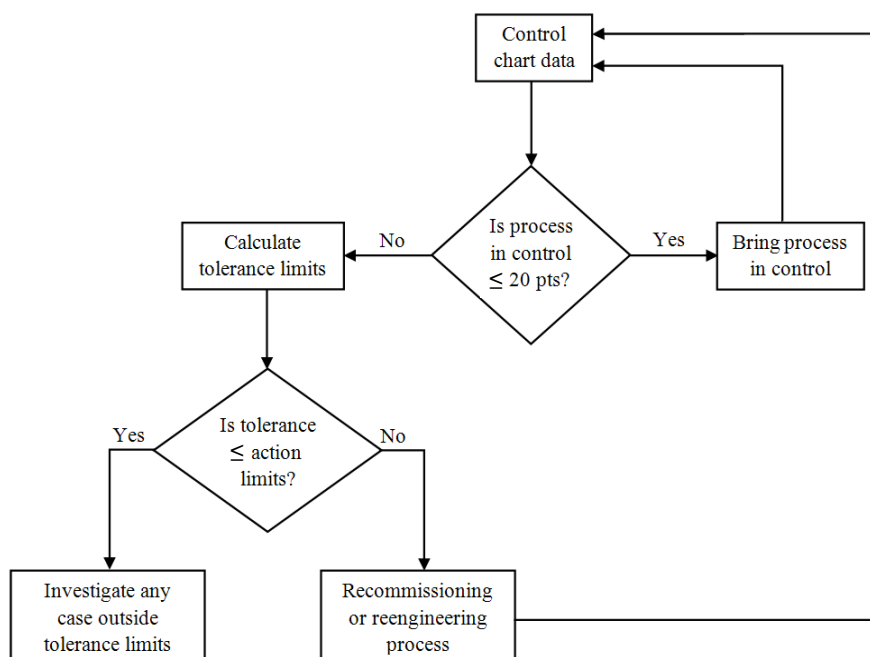 Control
chart data
Is process
in control
≤ 20 pts?
No
Yes
Calculate
tolerance limits
Bring process
in control
Is tolerance
≤ action
limits?
Yes
No
Investigate any
case outside
tolerance limits
Recommissioning
or reengineering
process